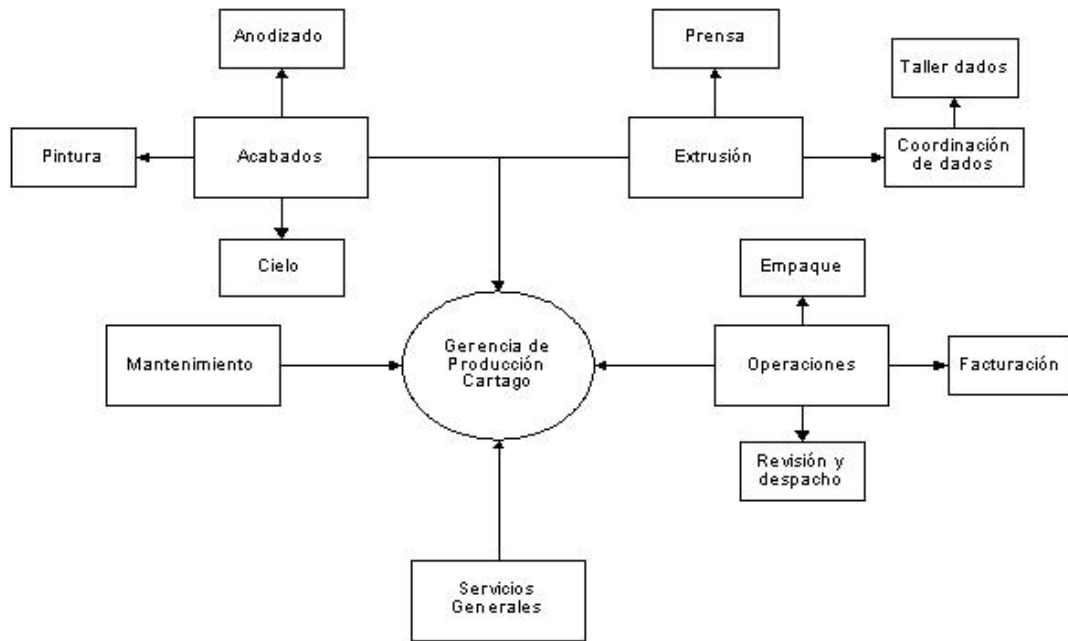 Anodizado
Prensa
Taller dados
Pintura
Acabados
Extrusión
Coordinación
de dados
Cielo
Empaque
Mantenimiento
Gerencia de
Producción
Cartago
Operaciones
Facturación
Revisión y
despacho
Servicios
Generales